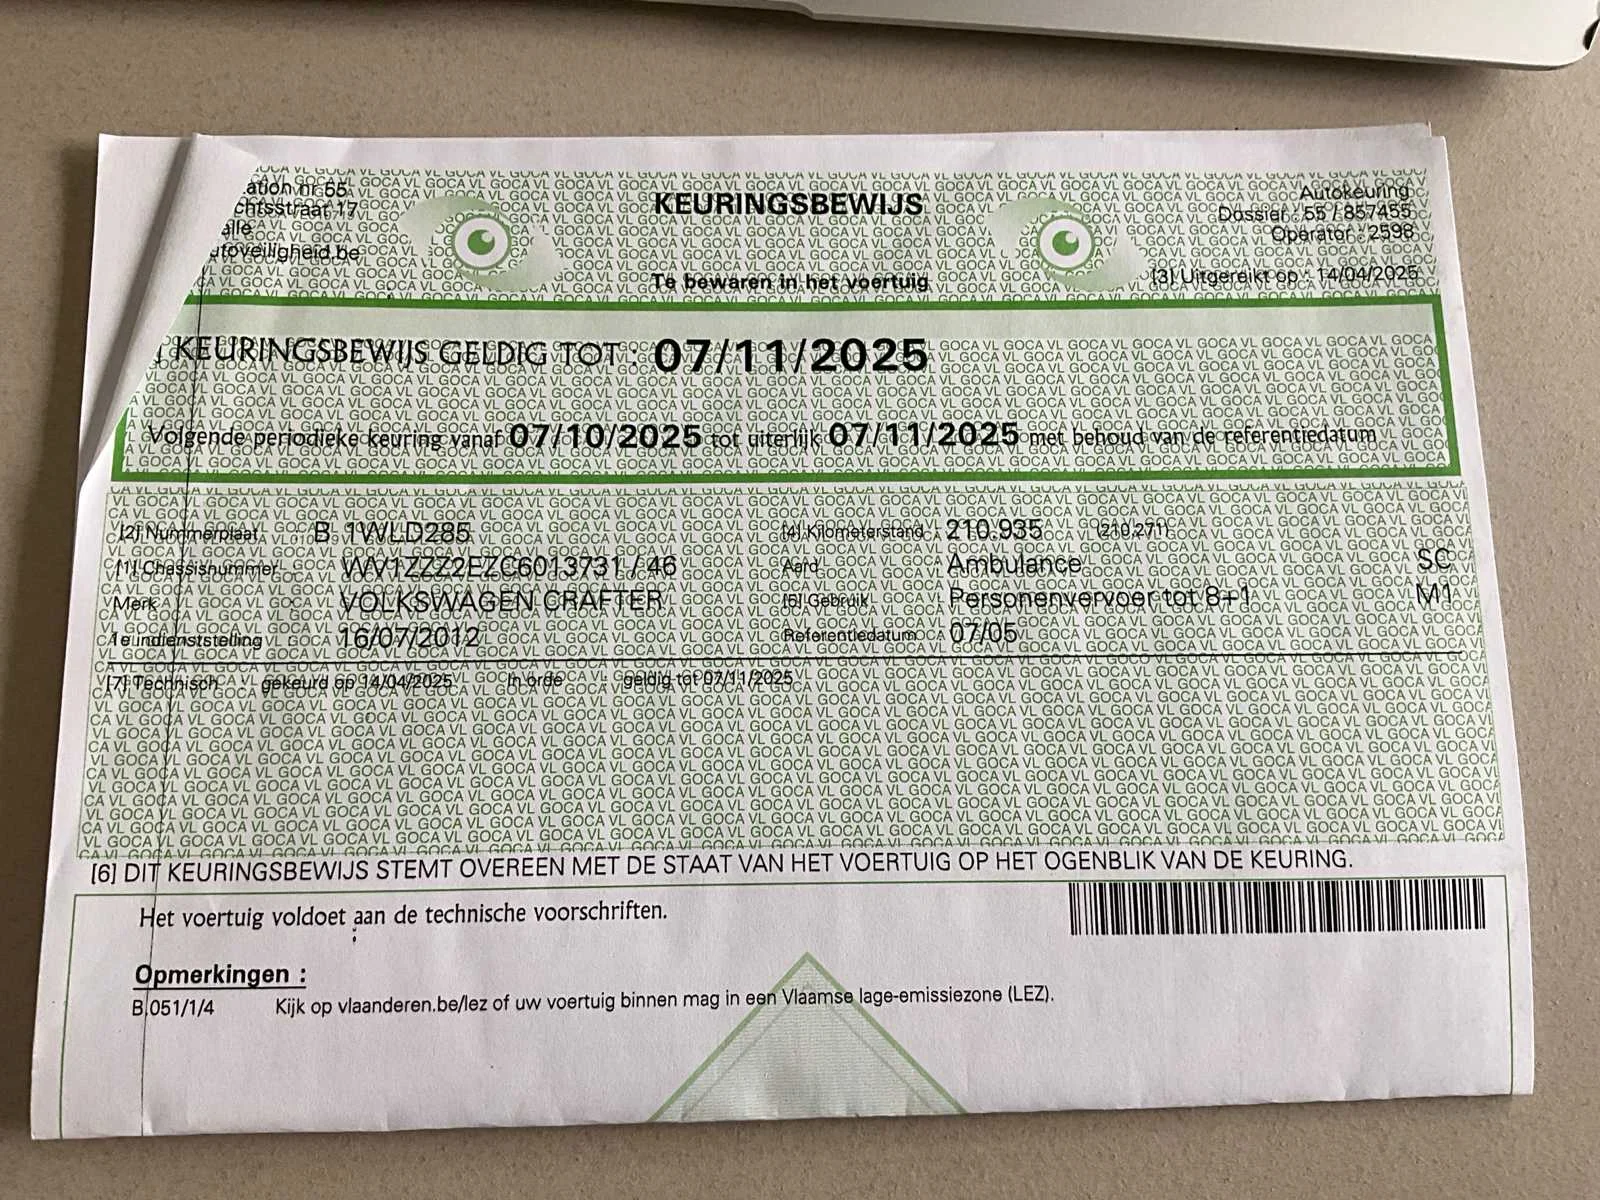 ation nr 55
chtsstraat 17
alle
utoveiligheid.be
KEURINGSBEWIJS
Te bewaren in het voertuig
Autokeuring
Dossier : 55 / 857455
Operator : 2598
[3] Uitgereikt op : 14/04/2025
KEURINGSBEWIJS GELDIG TOT : 07/11/2025
Volgende periodieke keuring vanaf 07/10/2025 tot uiterlijk 07/11/2025 met behoud van de referentiedatum
[2] Nummerplaat B 1WLD285 [4] Kilometerstand : 210.935 (210.271)
[1] Chassisnummer WV1ZZZ2EZC6013731 / 46 Aard Ambulance SC
Merk VOLKSWAGEN CRAFTER [5] Gebruik Personenvervoer tot 8+1 M1
1e indienststelling 16/07/2012 Referentiedatum 07/05
[7] Technisch : gekeurd op 14/04/2025 In orde geldig tot 07/11/2025
[6] DIT KEURINGSBEWIJS STEMT OVEREEN MET DE STAAT VAN HET VOERTUIG OP HET OGENBLIK VAN DE KEURING.
Het voertuig voldoet aan de technische voorschriften.
Opmerkingen :
B.051/1/4 Kijk op vlaanderen.be/lez of uw voertuig binnen mag in een Vlaamse lage-emissiezone (LEZ).